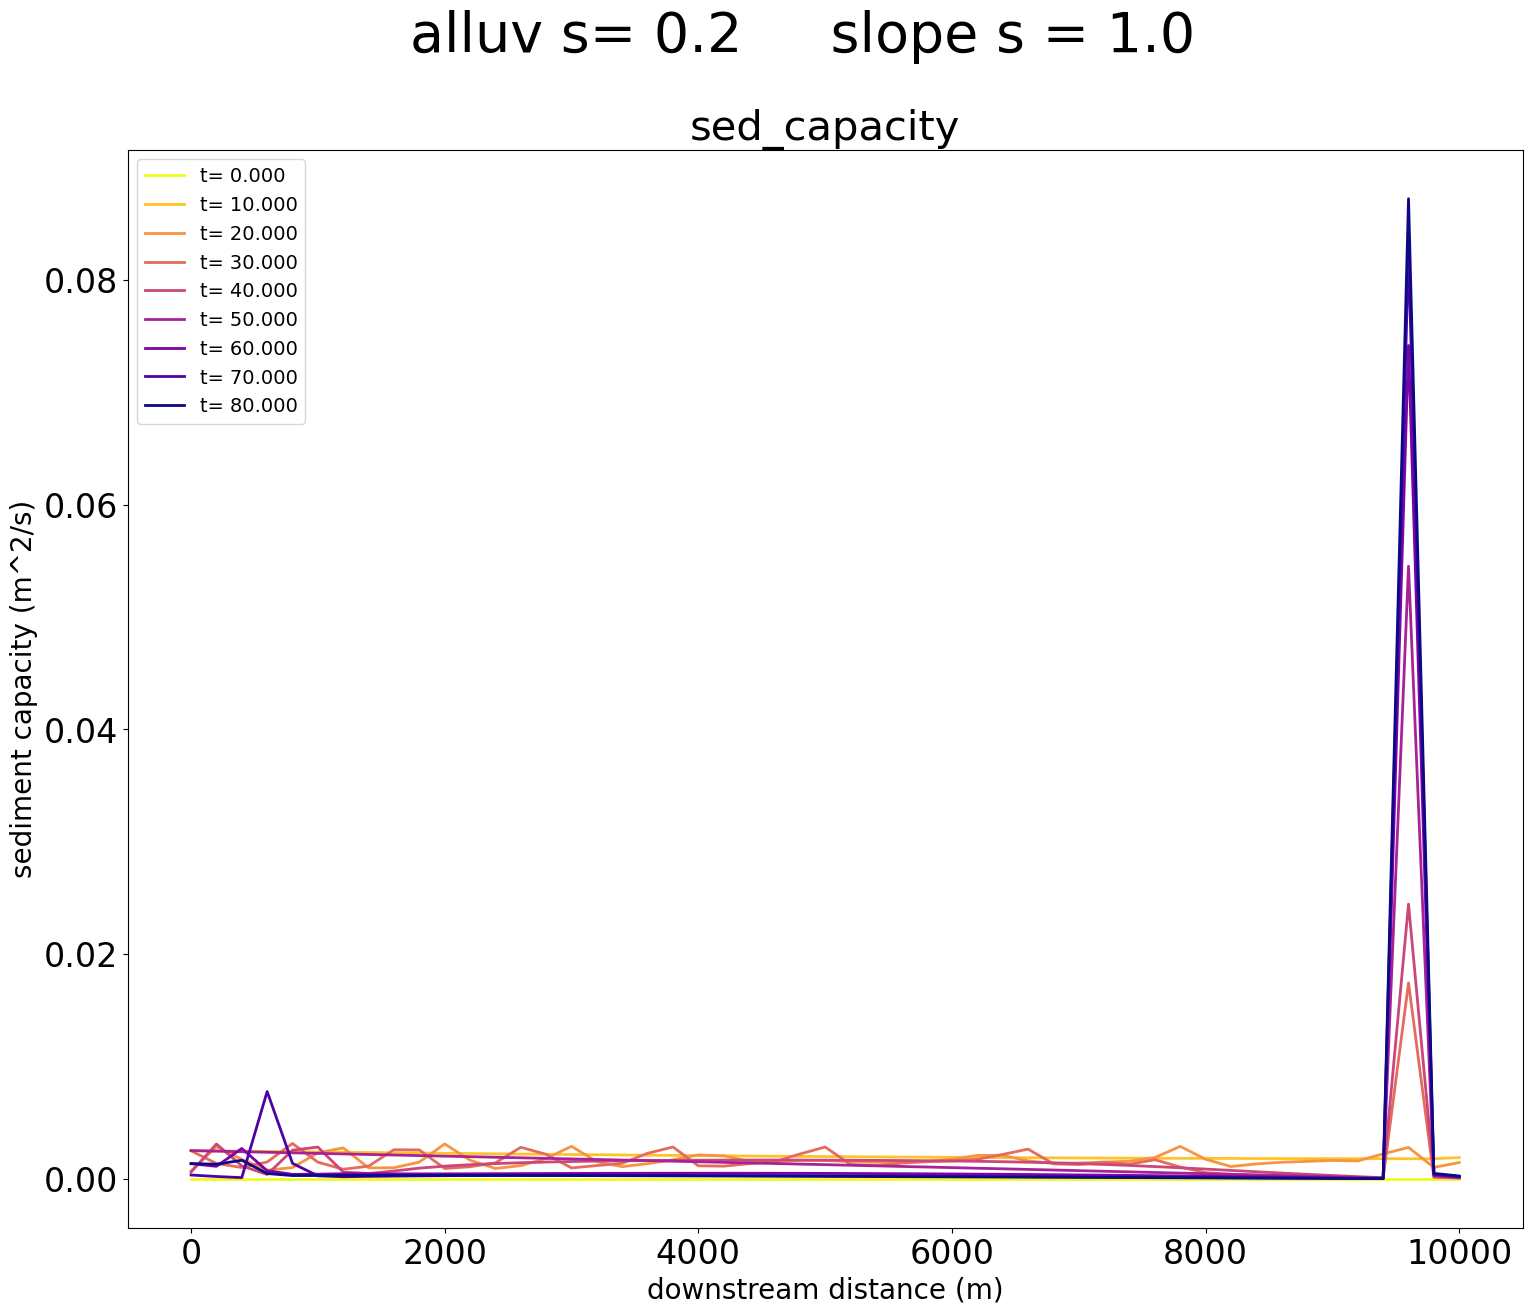 alluv s= 0.2 slope s = 1.0
sed_capacity
t= 0.000
t= 10.000
t= 20.000
t= 30.000
t= 40.000
t= 50.000
t= 60.000
t= 70.000
t= 80.000
sediment capacity (m^2/s)
0.08
0.06
0.04
0.02
0.00
0 2000 4000 6000 8000 10000
downstream distance (m)